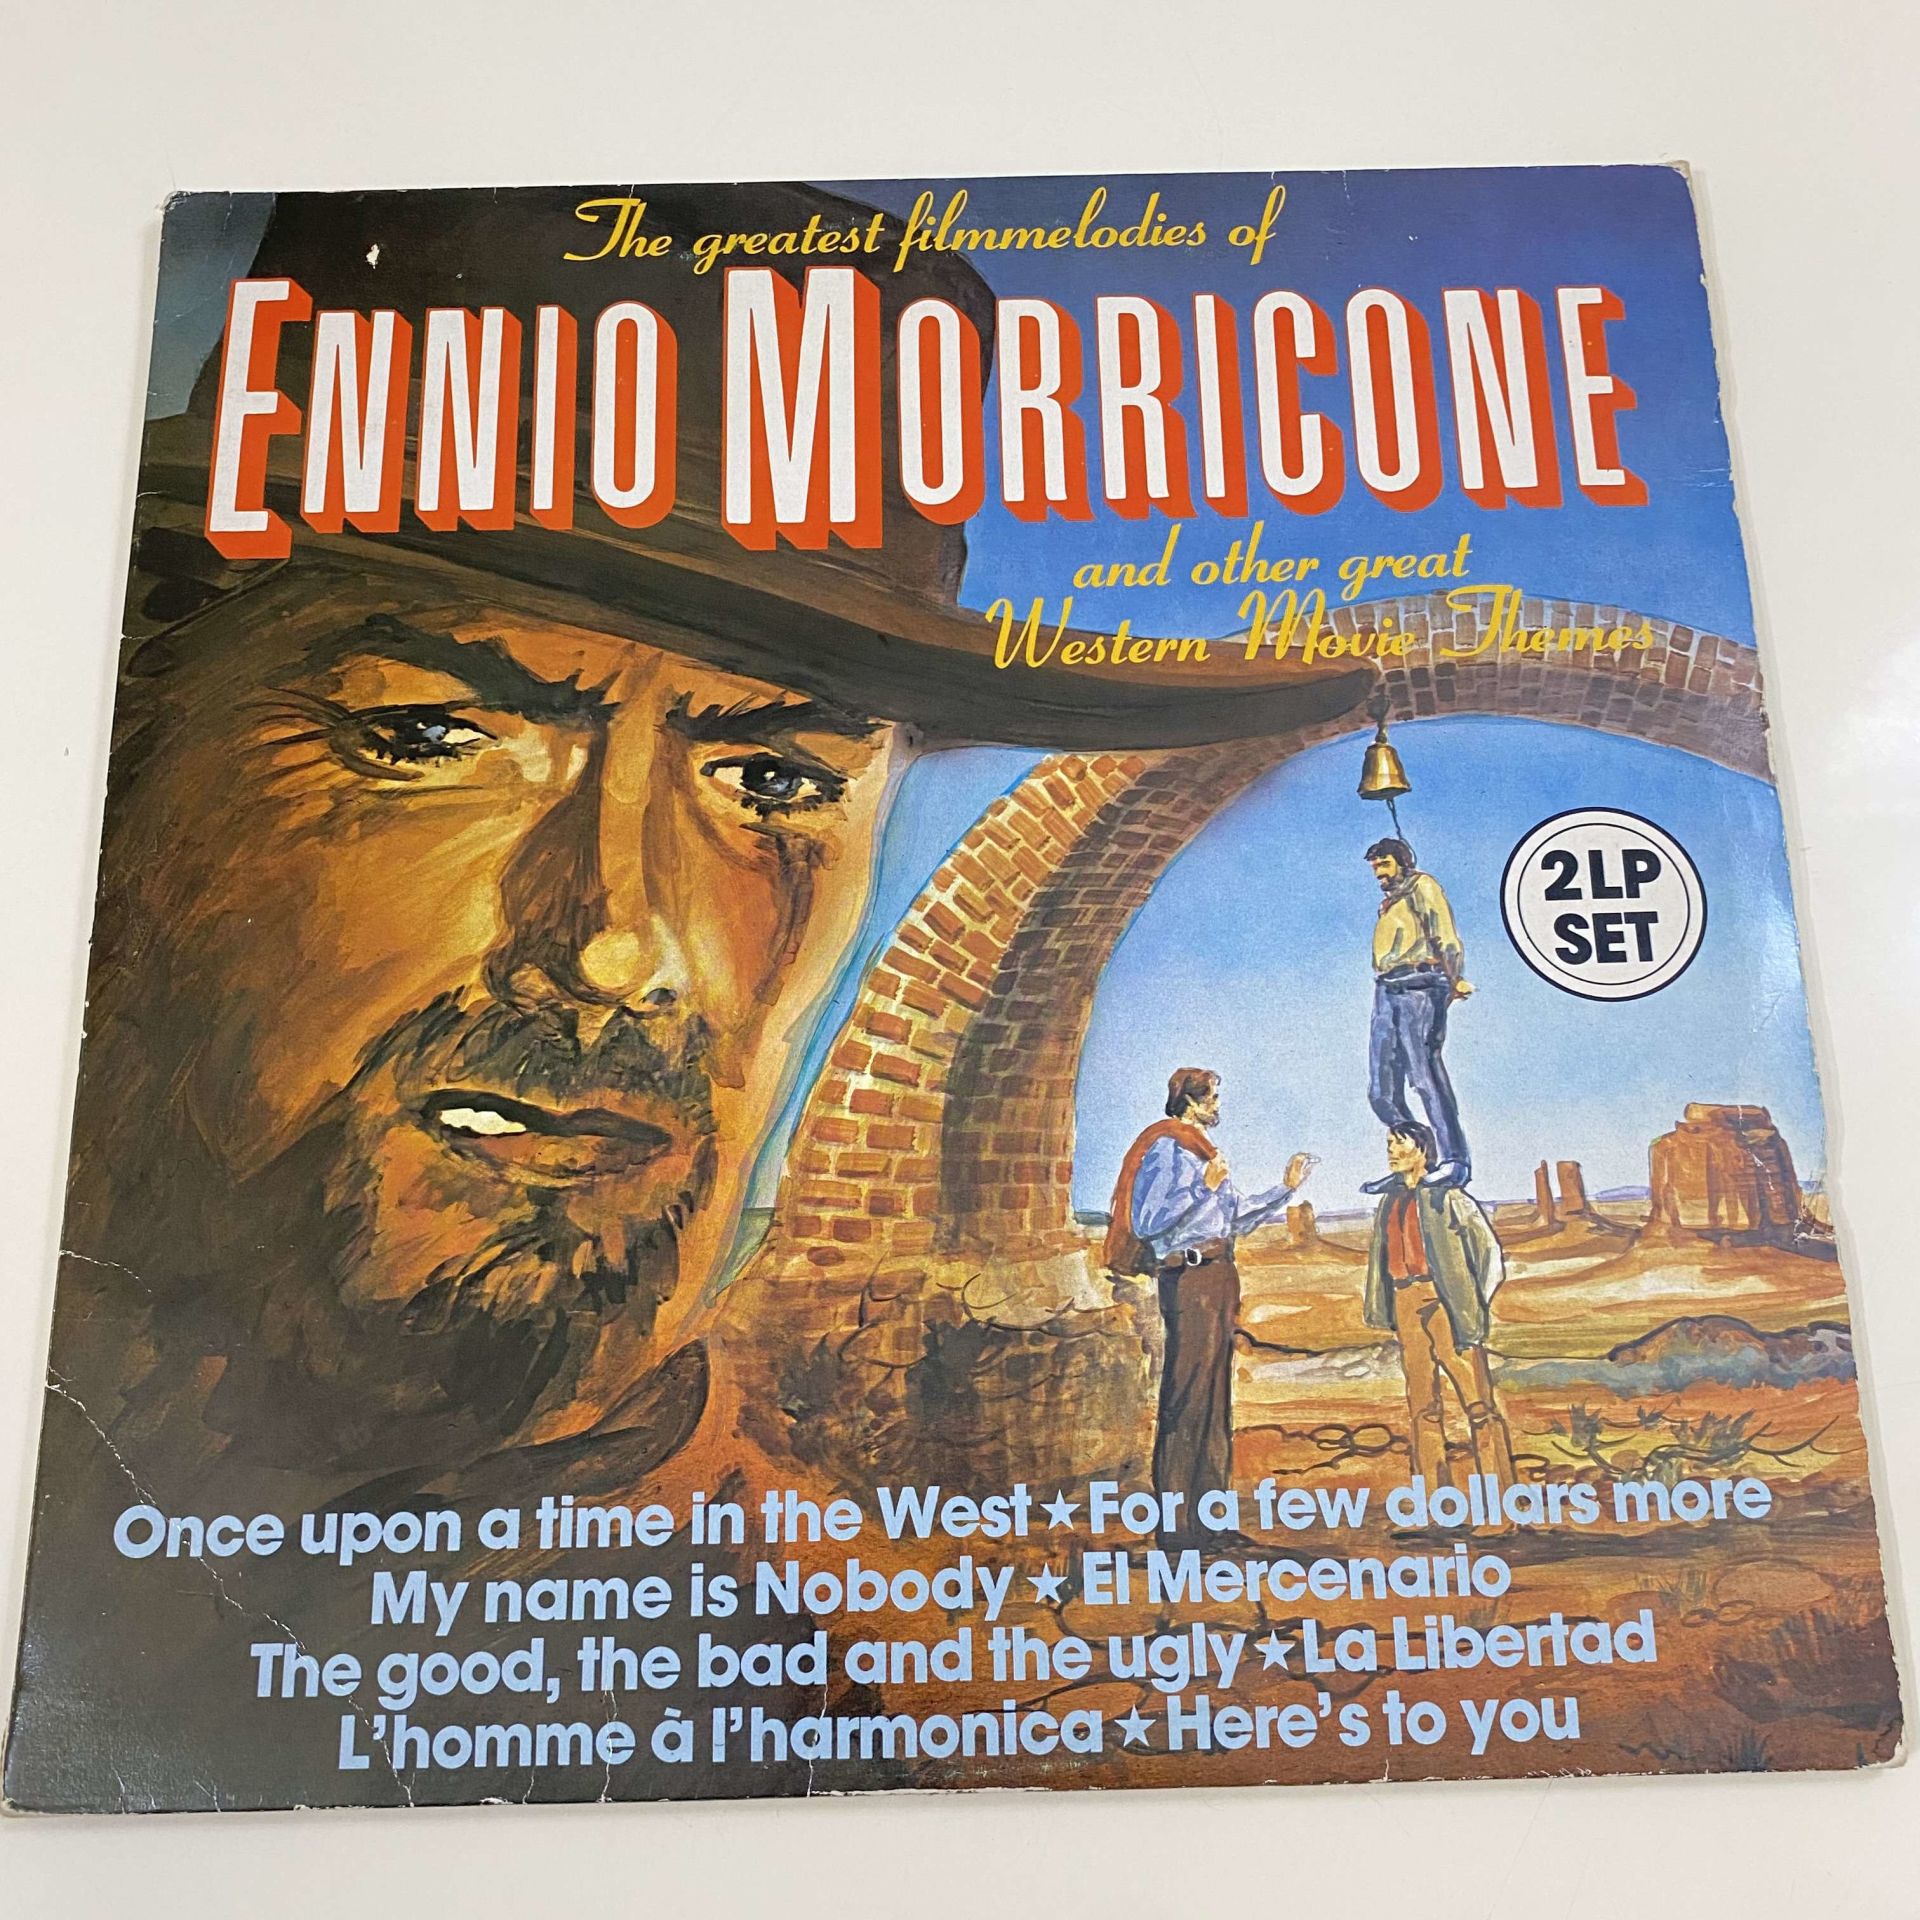 The greatest filmmelodies of
ENNIO MORRICONE
and other great
Western Movie Themes
2 LP
SET
Once upon a time in the West ★ For a few dollars more
My name is Nobody ★ El Mercenario
The good, the bad and the ugly ★ La Libertad
L'homme à l'harmonica ★ Here's to you